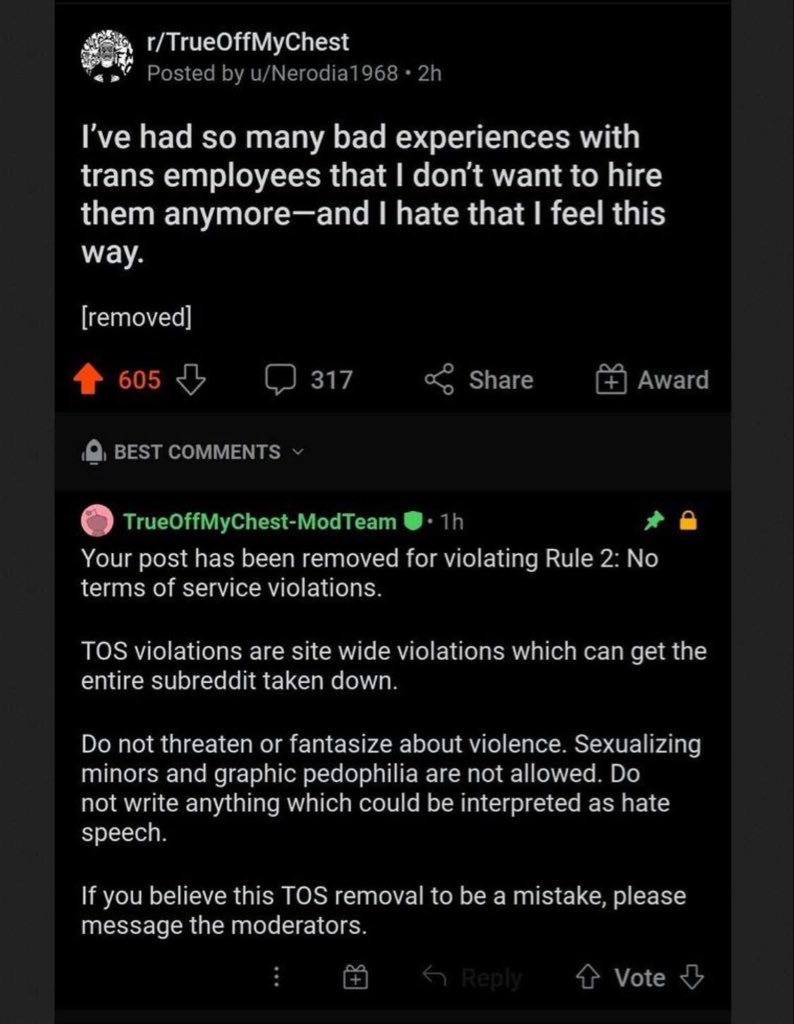 r/TrueOffMyChest
Posted by u/Nerodia1968 • 2h
I've had so many bad experiences with
trans employees that I don't want to hire
them anymore—and I hate that I feel this
way.
[removed]
605 317 Share Award
BEST COMMENTS
TrueOffMyChest-ModTeam • 1h
Your post has been removed for violating Rule 2: No
terms of service violations.
TOS violations are site wide violations which can get the
entire subreddit taken down.
Do not threaten or fantasize about violence. Sexualizing
minors and graphic pedophilia are not allowed. Do
not write anything which could be interpreted as hate
speech.
If you believe this TOS removal to be a mistake, please
message the moderators.
Reply Vote